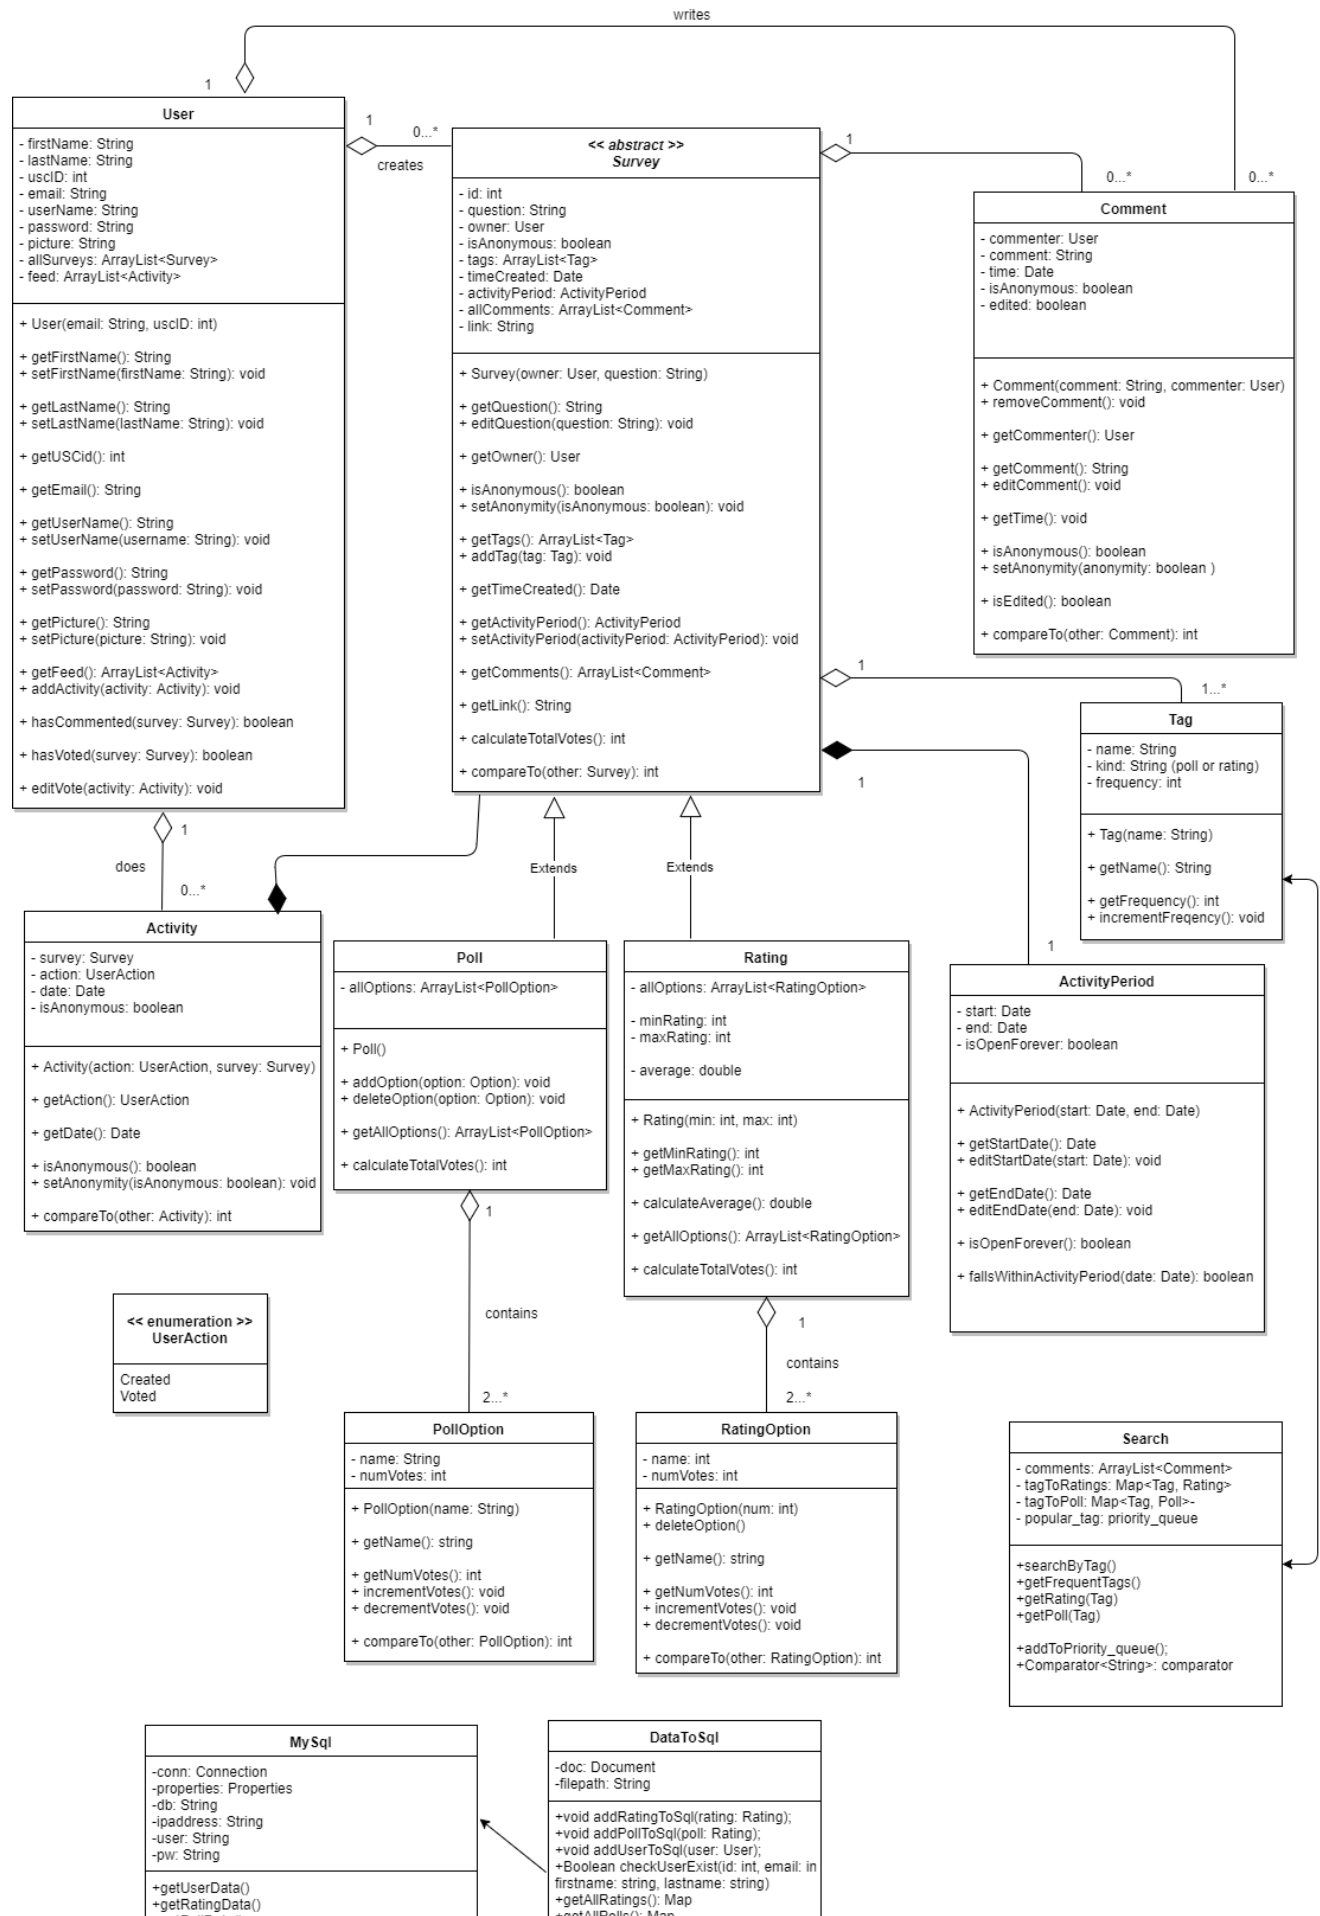 writes
1
User
- firstName: String
- lastName: String
- uscID: int
- email: String
- userName: String
- password: String
- picture: String
- allSurveys: ArrayList<Survey>
- feed: ArrayList<Activity>
+ User(email: String, uscID: int)
+ getFirstName(): String
+ setFirstName(firstName: String): void
+ getLastName(): String
+ setLastName(lastName: String): void
+ getUSCid(): int
+ getEmail(): String
+ getUserName(): String
+ setUserName(username: String): void
+ getPassword(): String
+ setPassword(password: String): void
+ getPicture(): String
+ setPicture(picture: String): void
+ getFeed(): ArrayList<Activity>
+ addActivity(activity: Activity): void
+ hasCommented(survey: Survey): boolean
+ hasVoted(survey: Survey): boolean
+ editVote(activity: Activity): void
1
0...*
creates
<< abstract >>
Survey
- id: int
- question: String
- owner: User
- isAnonymous: boolean
- tags: ArrayList<Tag>
- timeCreated: Date
- activityPeriod: ActivityPeriod
- allComments: ArrayList<Comment>
- link: String
+ Survey(owner: User, question: String)
+ getQuestion(): String
+ editQuestion(question: String): void
+ getOwner(): User
+ isAnonymous(): boolean
+ setAnonymity(isAnonymous: boolean): void
+ getTags(): ArrayList<Tag>
+ addTag(tag: Tag): void
+ getTimeCreated(): Date
+ getActivityPeriod(): ActivityPeriod
+ setActivityPeriod(activityPeriod: ActivityPeriod): void
+ getComments(): ArrayList<Comment>
+ getLink(): String
+ calculateTotalVotes(): int
+ compareTo(other: Survey): int
1
0...*
0...*
Comment
- commenter: User
- comment: String
- time: Date
- isAnonymous: boolean
- edited: boolean
+ Comment(comment: String, commenter: User)
+ removeComment(): void
+ getCommenter(): User
+ getComment(): String
+ editComment(): void
+ getTime(): void
+ isAnonymous(): boolean
+ setAnonymity(anonymity: boolean )
+ isEdited(): boolean
+ compareTo(other: Comment): int
1
1...*
Tag
- name: String
- kind: String (poll or rating)
- frequency: int
+ Tag(name: String)
+ getName(): String
+ getFrequency(): int
+ incrementFreqency(): void
1
1
1
does
0...*
Extends
Extends
Activity
- survey: Survey
- action: UserAction
- date: Date
- isAnonymous: boolean
+ Activity(action: UserAction, survey: Survey)
+ getAction(): UserAction
+ getDate(): Date
+ isAnonymous(): boolean
+ setAnonymity(isAnonymous: boolean): void
+ compareTo(other: Activity): int
Poll
- allOptions: ArrayList<PollOption>
+ Poll()
+ addOption(option: Option): void
+ deleteOption(option: Option): void
+ getAllOptions(): ArrayList<PollOption>
+ calculateTotalVotes(): int
Rating
- allOptions: ArrayList<RatingOption>
- minRating: int
- maxRating: int
- average: double
+ Rating(min: int, max: int)
+ getMinRating(): int
+ getMaxRating(): int
+ calculateAverage(): double
+ getAllOptions(): ArrayList<RatingOption>
+ calculateTotalVotes(): int
ActivityPeriod
- start: Date
- end: Date
- isOpenForever: boolean
+ ActivityPeriod(start: Date, end: Date)
+ getStartDate(): Date
+ editStartDate(start: Date): void
+ getEndDate(): Date
+ editEndDate(end: Date): void
+ isOpenForever(): boolean
+ fallsWithinActivityPeriod(date: Date): boolean
<< enumeration >>
UserAction
Created
Voted
1
contains
2...*
1
contains
2...*
PollOption
- name: String
- numVotes: int
+ PollOption(name: String)
+ getName(): string
+ getNumVotes(): int
+ incrementVotes(): void
+ decrementVotes(): void
+ compareTo(other: PollOption): int
RatingOption
- name: int
- numVotes: int
+ RatingOption(num: int)
+ deleteOption()
+ getName(): string
+ getNumVotes(): int
+ incrementVotes(): void
+ decrementVotes(): void
+ compareTo(other: RatingOption): int
Search
- comments: ArrayList<Comment>
- tagToRatings: Map<Tag, Rating>
- tagToPoll: Map<Tag, Poll>-
- popular_tag: priority_queue
+searchByTag()
+getFrequentTags()
+getRating(Tag)
+getPoll(Tag)
+addToPriority_queue();
+Comparator<String>: comparator
MySql
-conn: Connection
-properties: Properties
-db: String
-ipaddress: String
-user: String
-pw: String
+getUserData()
+getRatingData()
DataToSql
-doc: Document
-filepath: String
+void addRatingToSql(rating: Rating);
+void addPollToSql(poll: Rating);
+void addUserToSql(user: User);
+Boolean checkUserExist(id: int, email: in
firstname: string, lastname: string)
+getAllRatings(): Map
+getAllPolls(): Map